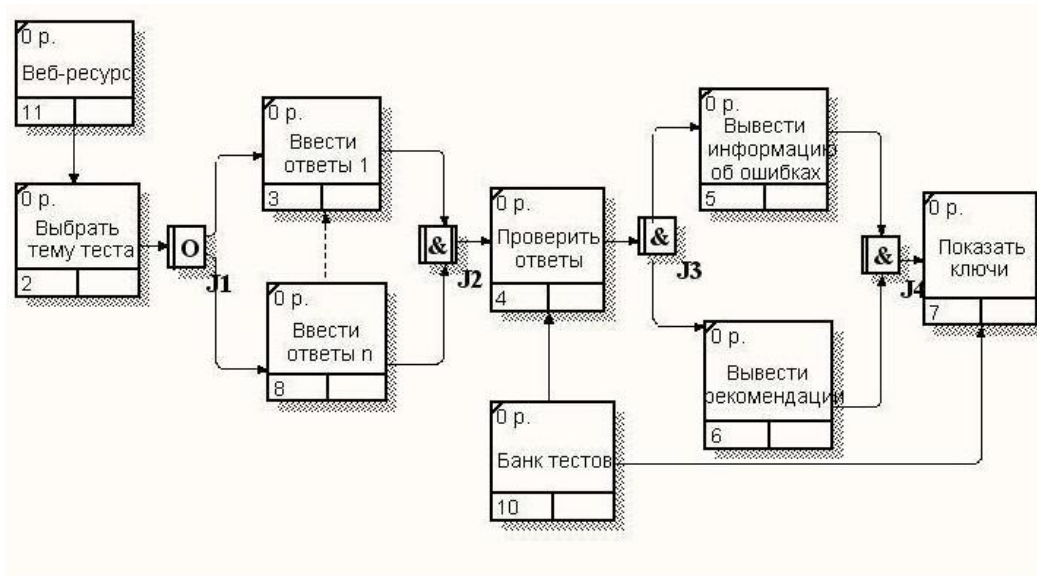 0 р.
Веб-ресурс
11
0 р.
Выбрать
тему теста
2
O
J1
0 р.
Ввести
ответы 1
3
0 р.
Ввести
ответы n
8
&
J2
0 р.
Проверить
ответы
4
0 р.
Банк тестов
10
&
J3
0 р.
Вывести
информацию
об ошибках
5
0 р.
Вывести
рекомендации
6
&
J4
0 р.
Показать
ключи
7